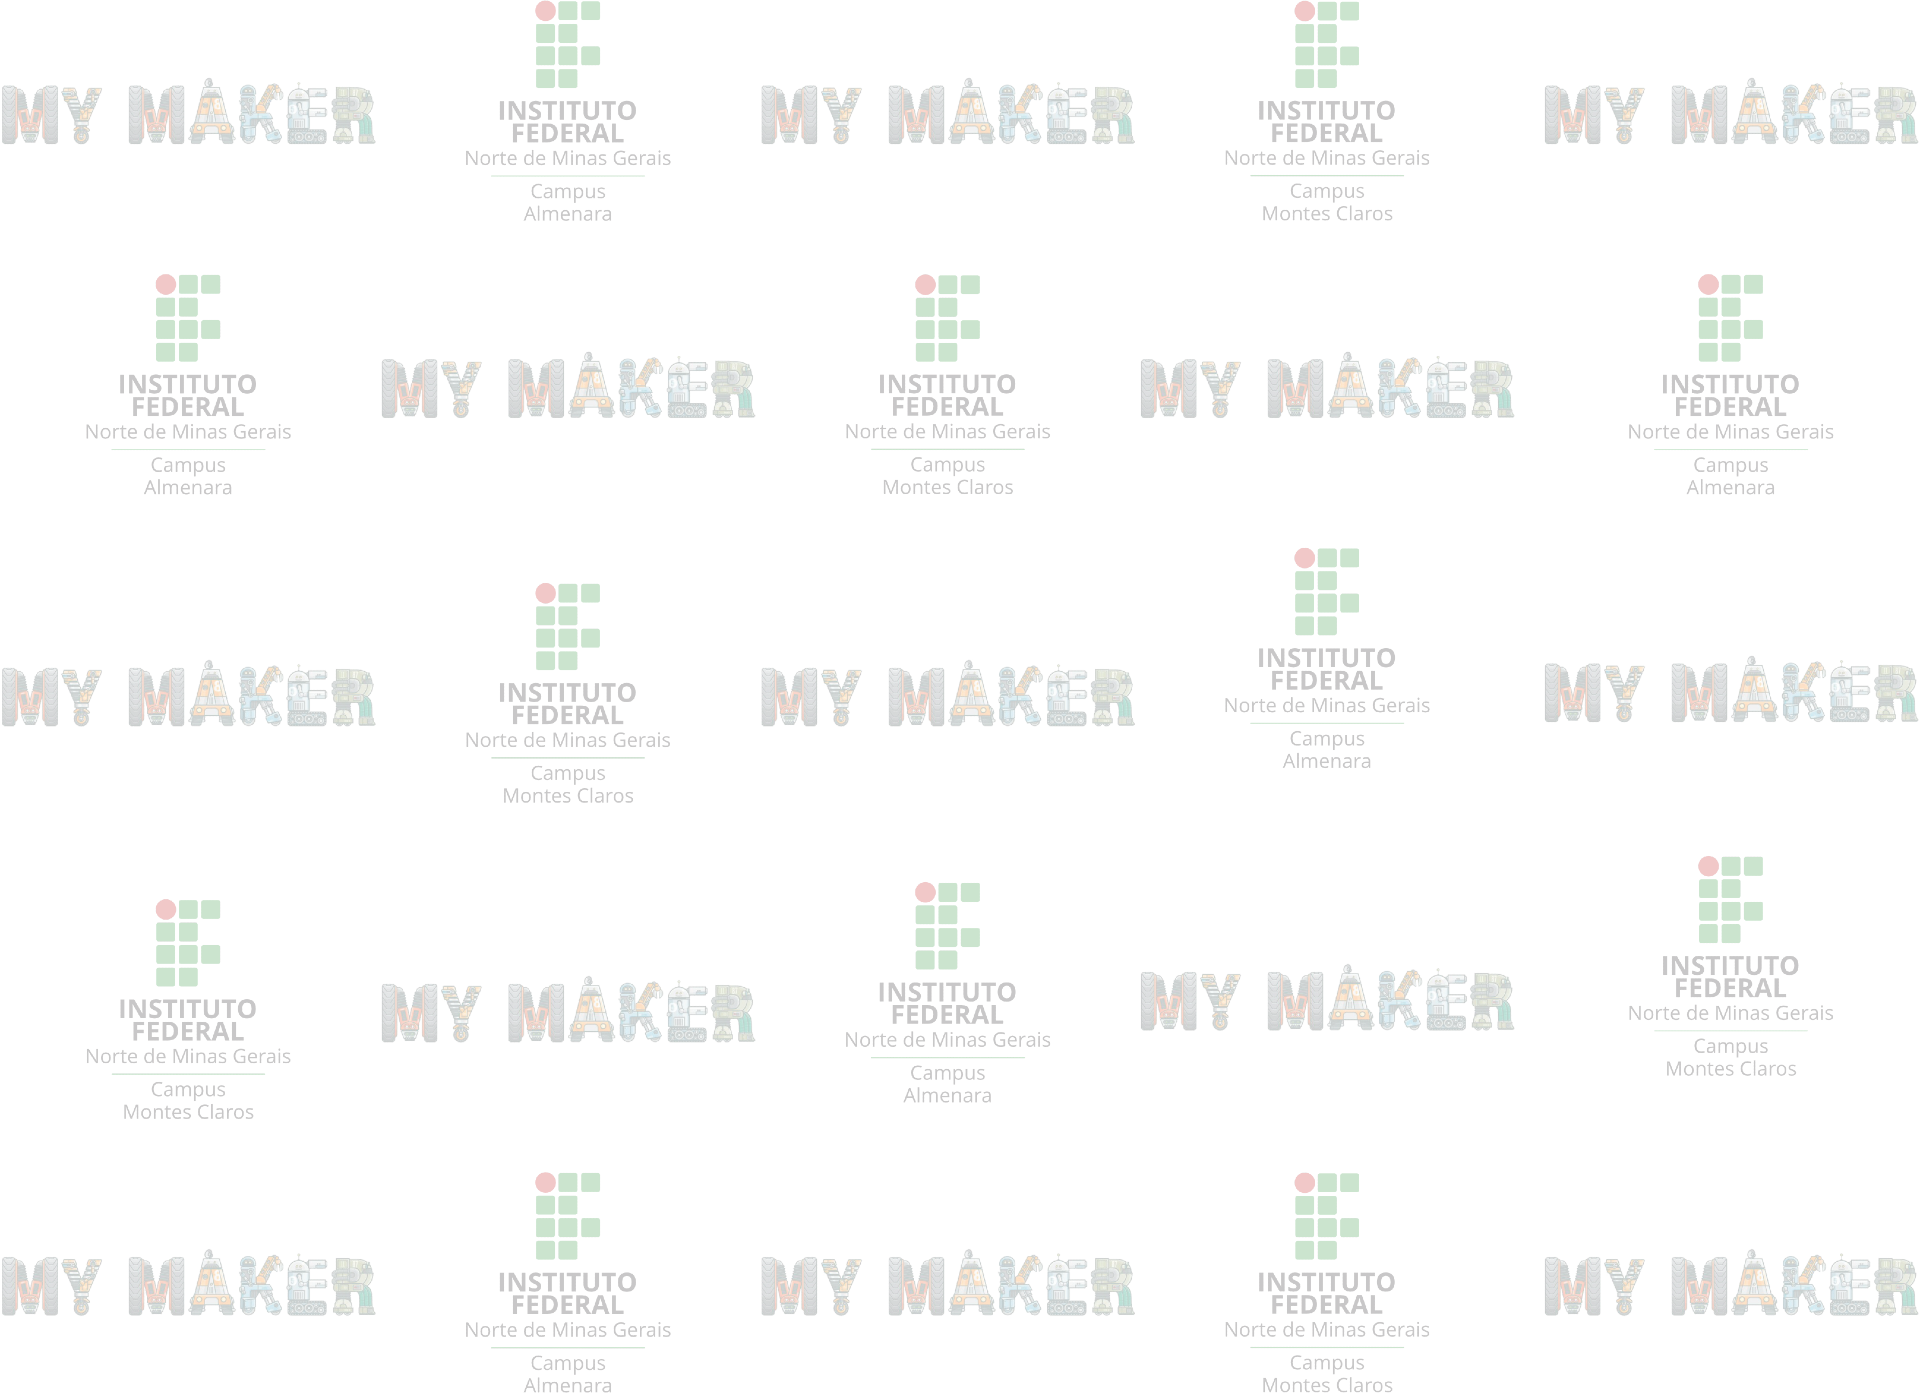 MY MAKER
INSTITUTO
FEDERAL
Norte de Minas Gerais
Campus
Almenara
MY MAKER
INSTITUTO
FEDERAL
Norte de Minas Gerais
Campus
Montes Claros
MY MAKER
INSTITUTO
FEDERAL
Norte de Minas Gerais
Campus
Almenara
MY MAKER
INSTITUTO
FEDERAL
Norte de Minas Gerais
Campus
Montes Claros
MY MAKER
INSTITUTO
FEDERAL
Norte de Minas Gerais
Campus
Almenara
MY MAKER
INSTITUTO
FEDERAL
Norte de Minas Gerais
Campus
Montes Claros
MY MAKER
INSTITUTO
FEDERAL
Norte de Minas Gerais
Campus
Almenara
MY MAKER
INSTITUTO
FEDERAL
Norte de Minas Gerais
Campus
Montes Claros
MY MAKER
INSTITUTO
FEDERAL
Norte de Minas Gerais
Campus
Almenara
MY MAKER
INSTITUTO
FEDERAL
Norte de Minas Gerais
Campus
Montes Claros
MY MAKER
INSTITUTO
FEDERAL
Norte de Minas Gerais
Campus
Almenara
MY MAKER
INSTITUTO
FEDERAL
Norte de Minas Gerais
Campus
Montes Claros
MY MAKER